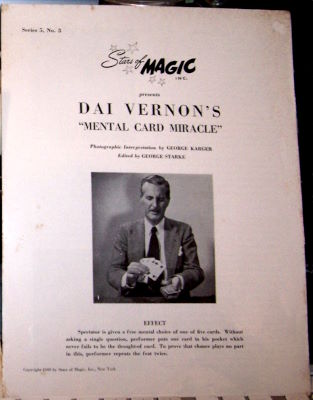 Series 5, No. 3
Stars of MAGIC
INC.
presents
DAI VERNON'S
"MENTAL CARD MIRACLE"
Photographic Interpretation by GEORGE KARGER
Edited by GEORGE STARKE
EFFECT
Spectator is given a free mental choice of one of five cards. Without
asking a single question, performer puts one card in his pocket which
never fails to be the thought-of card. To prove that chance plays no part
in this, performer repeats the feat twice.
Copyright 1949 by Stars of Magic, Inc., New York